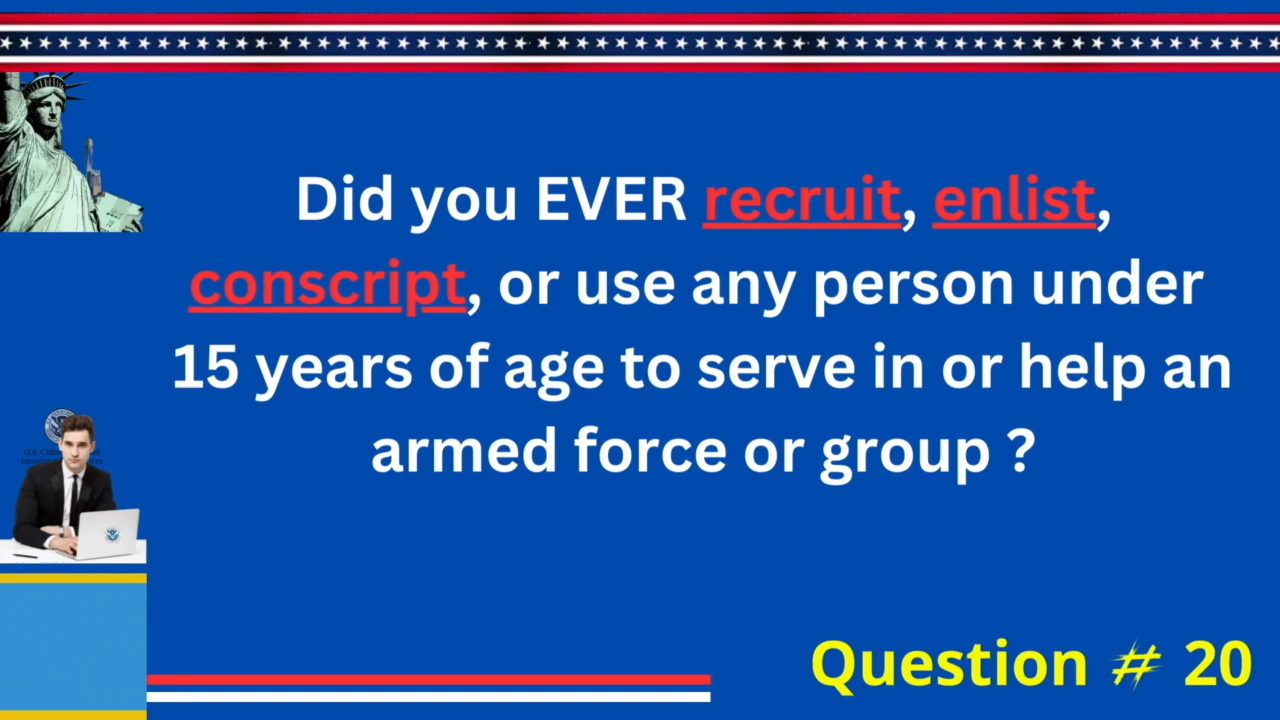 Did you EVER recruit, enlist,
conscript, or use any person under
15 years of age to serve in or help an
armed force or group ?
Question # 20